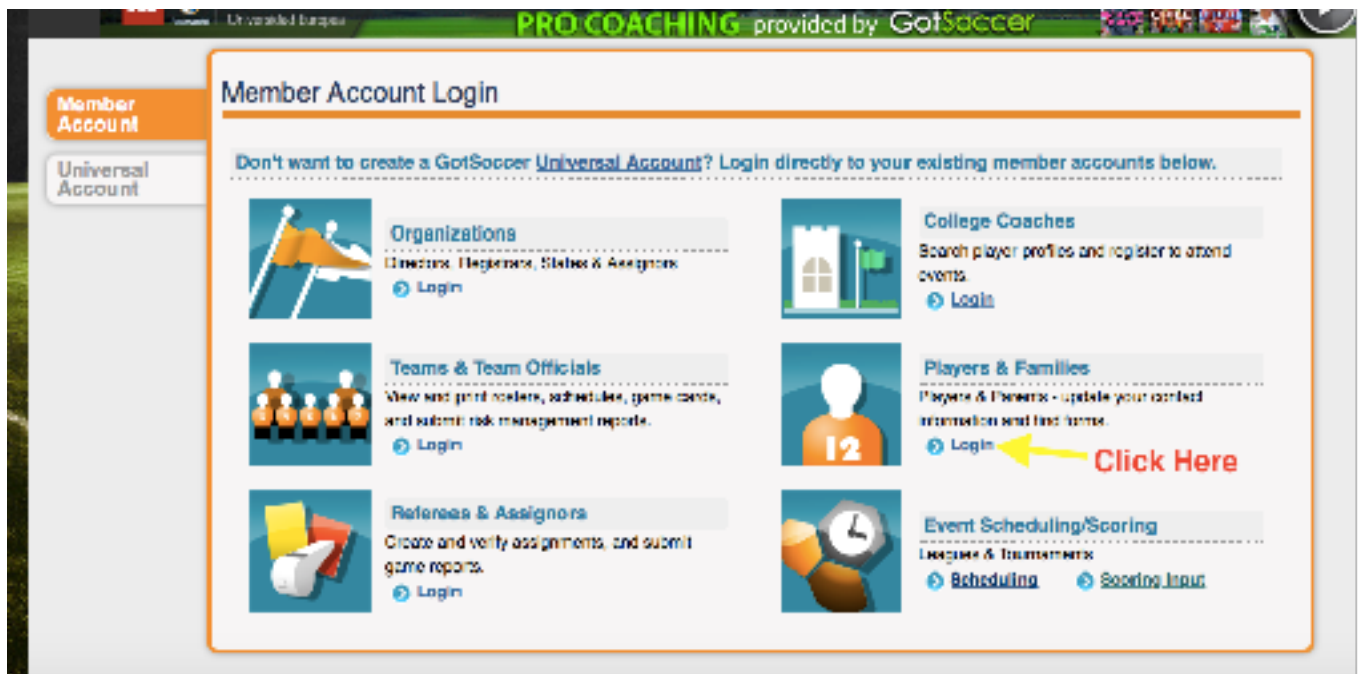 PRO COACHING provided by GotSoccer
Member Account
Universal Account
Member Account Login
Don't want to create a GotSoccer Universal Account? Login directly to your existing member accounts below.
Organizations
Directors, Registrars, States & Assignors
Login
College Coaches
Search player profiles and register to attend
events.
Login
Teams & Team Officials
View and print rosters, schedules, game cards,
and submit risk management reports.
Login
Players & Families
Players & Parents - update your contact
information and find forms.
Login
Click Here
12
Referees & Assignors
Create and verify assignments, and submit
game reports.
Login
Event Scheduling/Scoring
Leagues & Tournaments
Scheduling Scoring Input